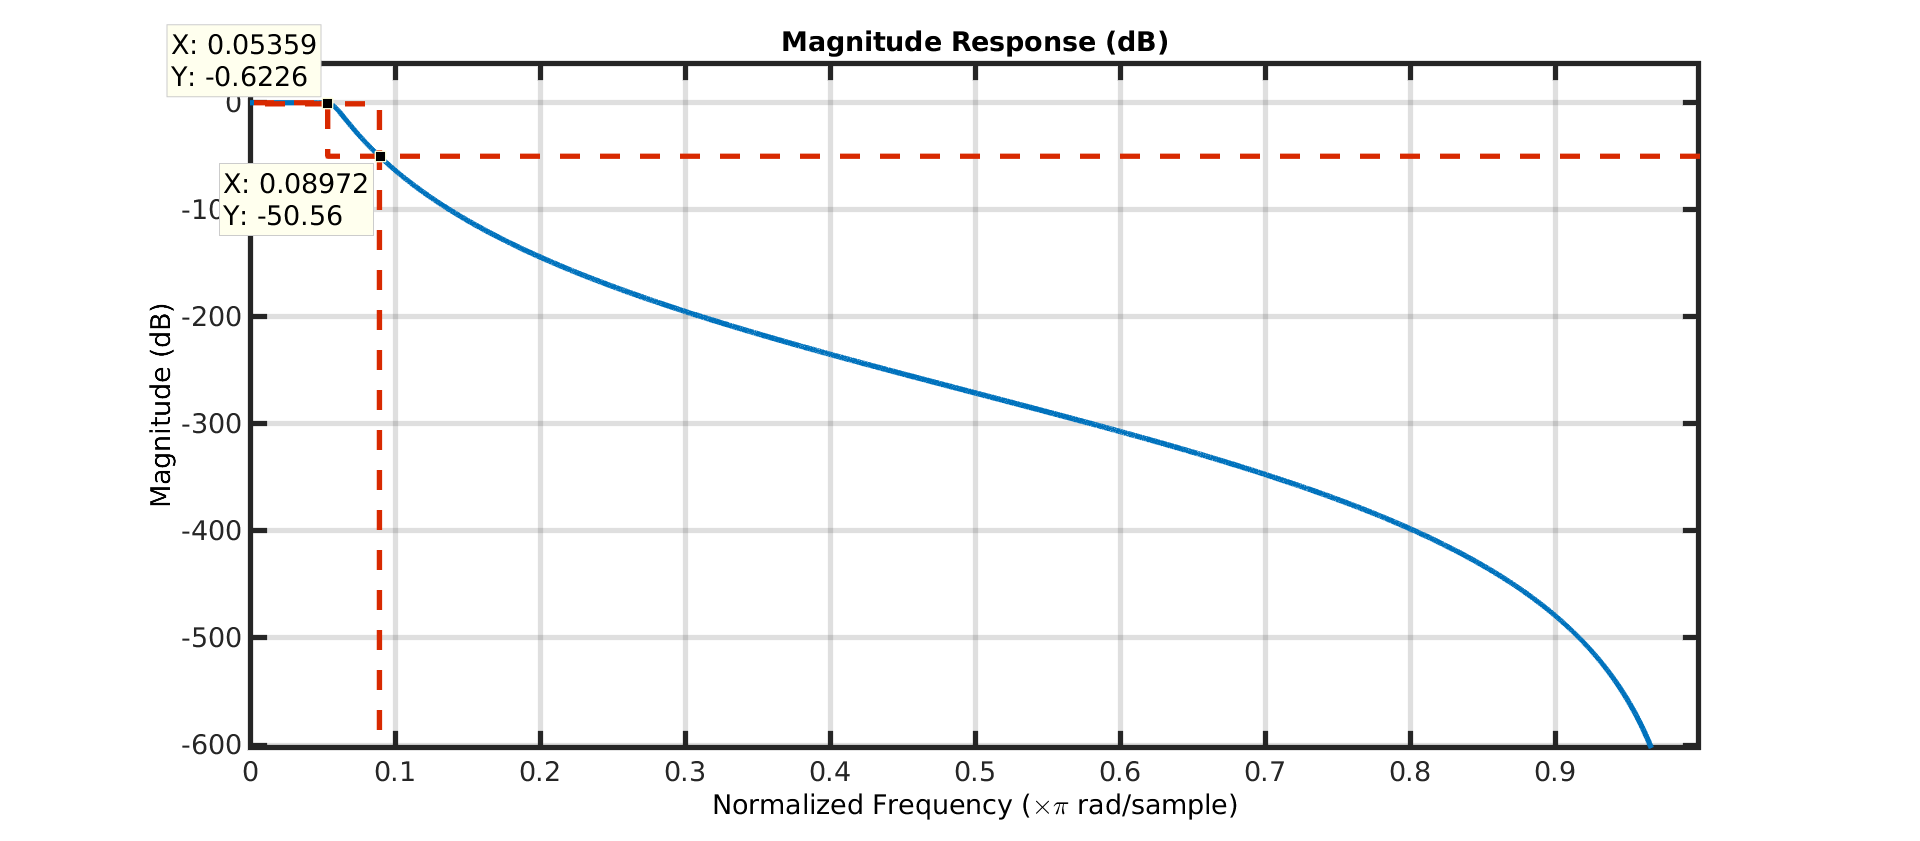 Magnitude Response (dB)
X: 0.05359
Y: -0.6226
X: 0.08972
Y: -50.56
Magnitude (dB)
0
-10
-200
-300
-400
-500
-600
0 0.1 0.2 0.3 0.4 0.5 0.6 0.7 0.8 0.9
Normalized Frequency (×π rad/sample)